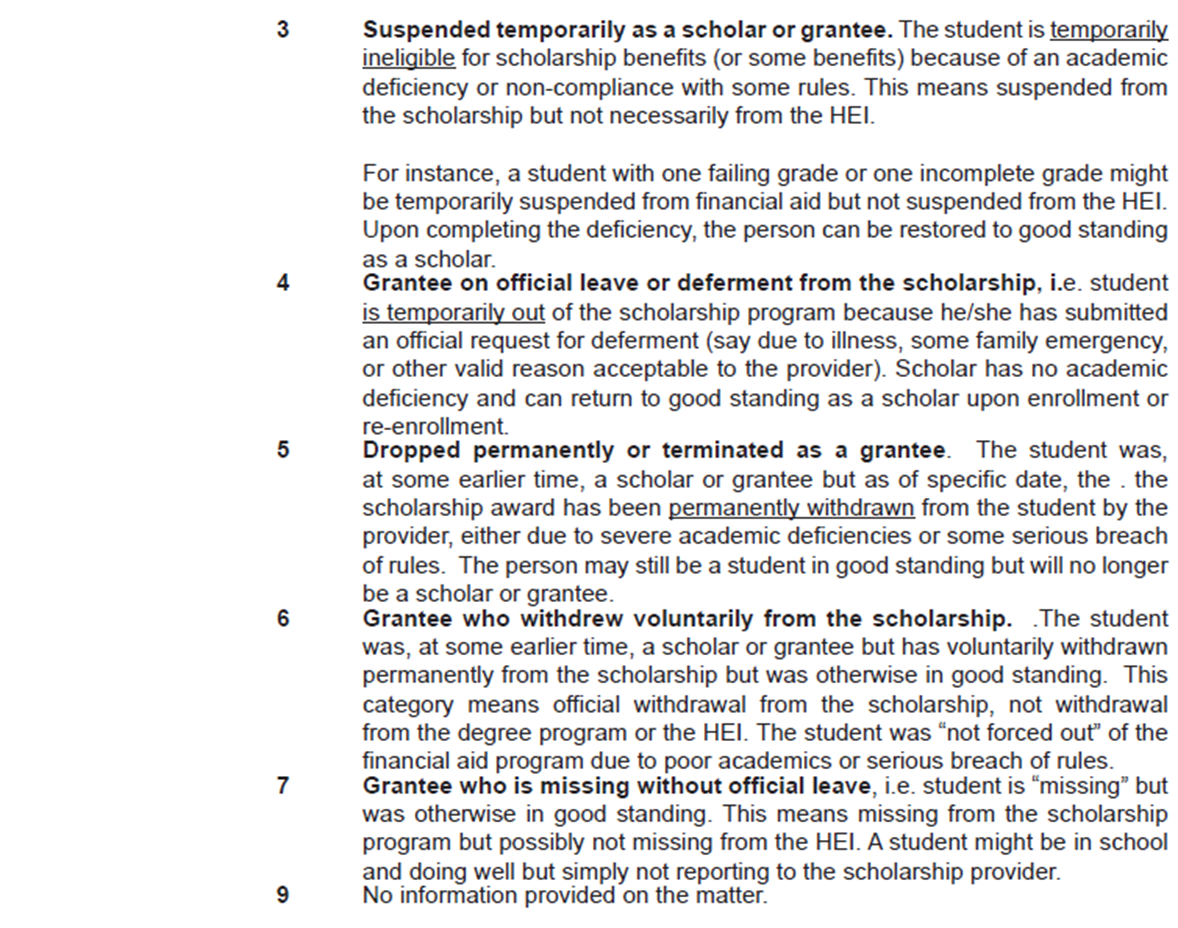 3 Suspended temporarily as a scholar or grantee. The student is temporarily
ineligible for scholarship benefits (or some benefits) because of an academic
deficiency or non-compliance with some rules. This means suspended from
the scholarship but not necessarily from the HEI.
For instance, a student with one failing grade or one incomplete grade might
be temporarily suspended from financial aid but not suspended from the HEI.
Upon completing the deficiency, the person can be restored to good standing
as a scholar.
4 Grantee on official leave or deferment from the scholarship, i.e. student
is temporarily out of the scholarship program because he/she has submitted
an official request for deferment (say due to illness, some family emergency,
or other valid reason acceptable to the provider). Scholar has no academic
deficiency and can return to good standing as a scholar upon enrollment or
re-enrollment.
5 Dropped permanently or terminated as a grantee. The student was,
at some earlier time, a scholar or grantee but as of specific date, the . the
scholarship award has been permanently withdrawn from the student by the
provider, either due to severe academic deficiencies or some serious breach
of rules. The person may still be a student in good standing but will no longer
be a scholar or grantee.
6 Grantee who withdrew voluntarily from the scholarship. .The student
was, at some earlier time, a scholar or grantee but has voluntarily withdrawn
permanently from the scholarship but was otherwise in good standing. This
category means official withdrawal from the scholarship, not withdrawal
from the degree program or the HEI. The student was “not forced out” of the
financial aid program due to poor academics or serious breach of rules.
7 Grantee who is missing without official leave, i.e. student is “missing” but
was otherwise in good standing. This means missing from the scholarship
program but possibly not missing from the HEI. A student might be in school
and doing well but simply not reporting to the scholarship provider.
9 No information provided on the matter.